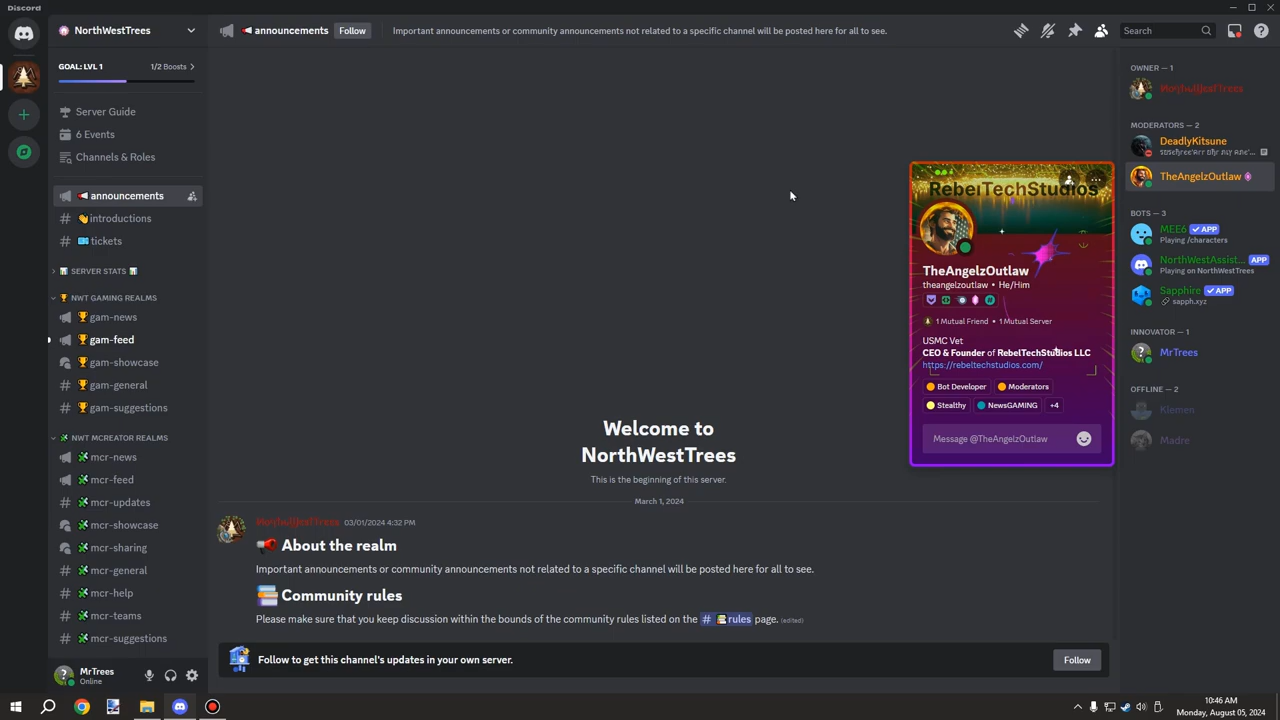 Discord
NorthWestTrees
announcements
Follow
Important announcements or community announcements not related to a specific channel will be posted here for all to see.
Search
GOAL: LVL 1
1/2 Boosts
Server Guide
6 Events
Channels & Roles
announcements
introductions
tickets
SERVER STATS
NWT GAMING REALMS
gam-news
gam-feed
gam-showcase
gam-general
gam-suggestions
NWT MCREATOR REALMS
mcr-news
mcr-feed
mcr-updates
mcr-showcase
mcr-sharing
mcr-general
mcr-help
mcr-teams
mcr-suggestions
MrTrees
Online
Welcome to
NorthWestTrees
This is the beginning of this server.
March 1, 2024
03/01/2024 4:32 PM
About the realm
Important announcements or community announcements not related to a specific channel will be posted here for all to see.
Community rules
Please make sure that you keep discussion within the bounds of the community rules listed on the # rules page. (edited)
Follow to get this channel's updates in your own server.
Follow
RebelTechStudios
TheAngelzOutlaw
theangelzoutlaw • He/Him
1 Mutual Friend • 1 Mutual Server
USMC Vet
CEO & Founder of RebelTechStudios LLC
https://rebeltechstudios.com/
Bot Developer
Moderators
Stealthy
NewsGAMING
+4
Message @TheAngelzOutlaw
OWNER — 1
MODERATORS — 2
DeadlyKitsune
TheAngelzOutlaw
BOTS — 3
MEE6 APP
Playing /characters
NorthWestAssist... APP
Playing on NorthWestTrees
Sapphire APP
sapph.xyz
INNOVATOR — 1
MrTrees
OFFLINE — 2
Klemen
Madre
10:46 AM
Monday, August 05, 2024